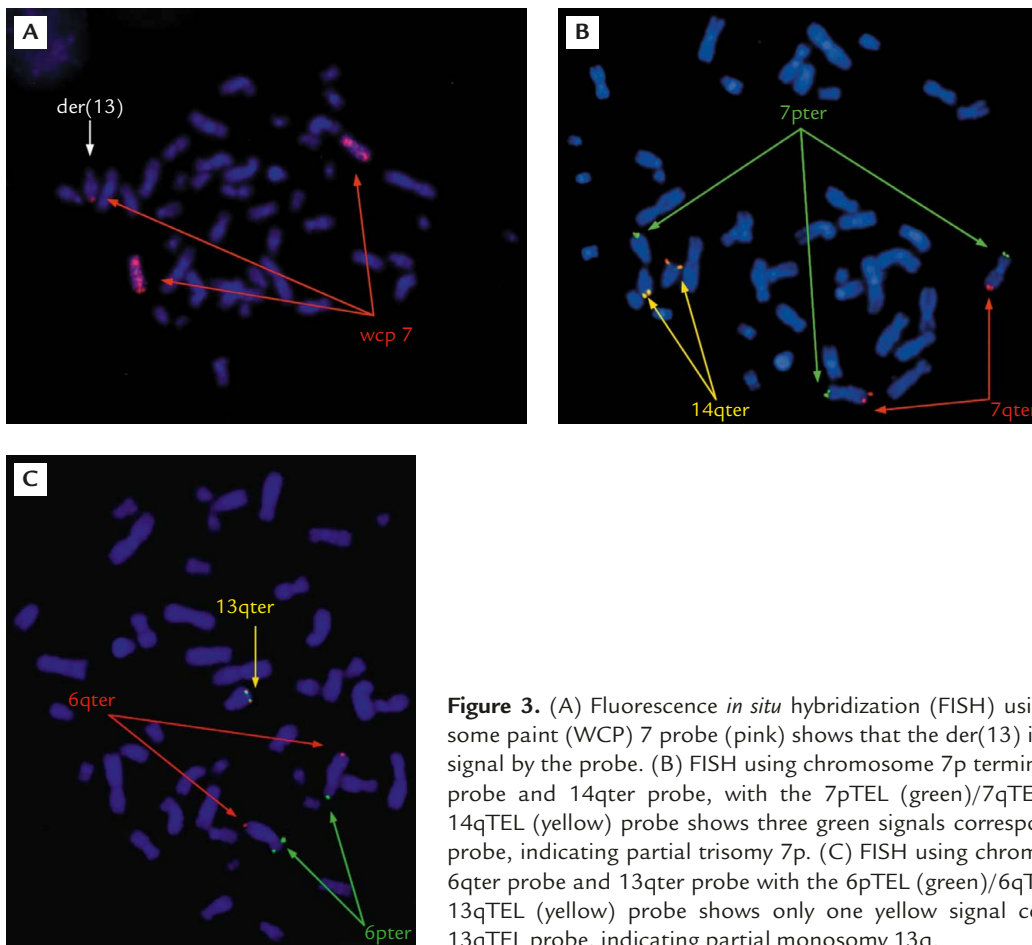 A
der(13)
wcp 7
B
7pter
14qter
7qter
C
13qter
6qter
6pter
Figure 3. (A) Fluorescence in situ hybridization (FISH) usi
some paint (WCP) 7 probe (pink) shows that the der(13) i
signal by the probe. (B) FISH using chromosome 7p termin
probe and 14qter probe, with the 7pTEL (green)/7qTE
14qTEL (yellow) probe shows three green signals correspo
probe, indicating partial trisomy 7p. (C) FISH using chrom
6qter probe and 13qter probe with the 6pTEL (green)/6qT
13qTEL (yellow) probe shows only one yellow signal c
13qTEL probe, indicating partial monosomy 13q.